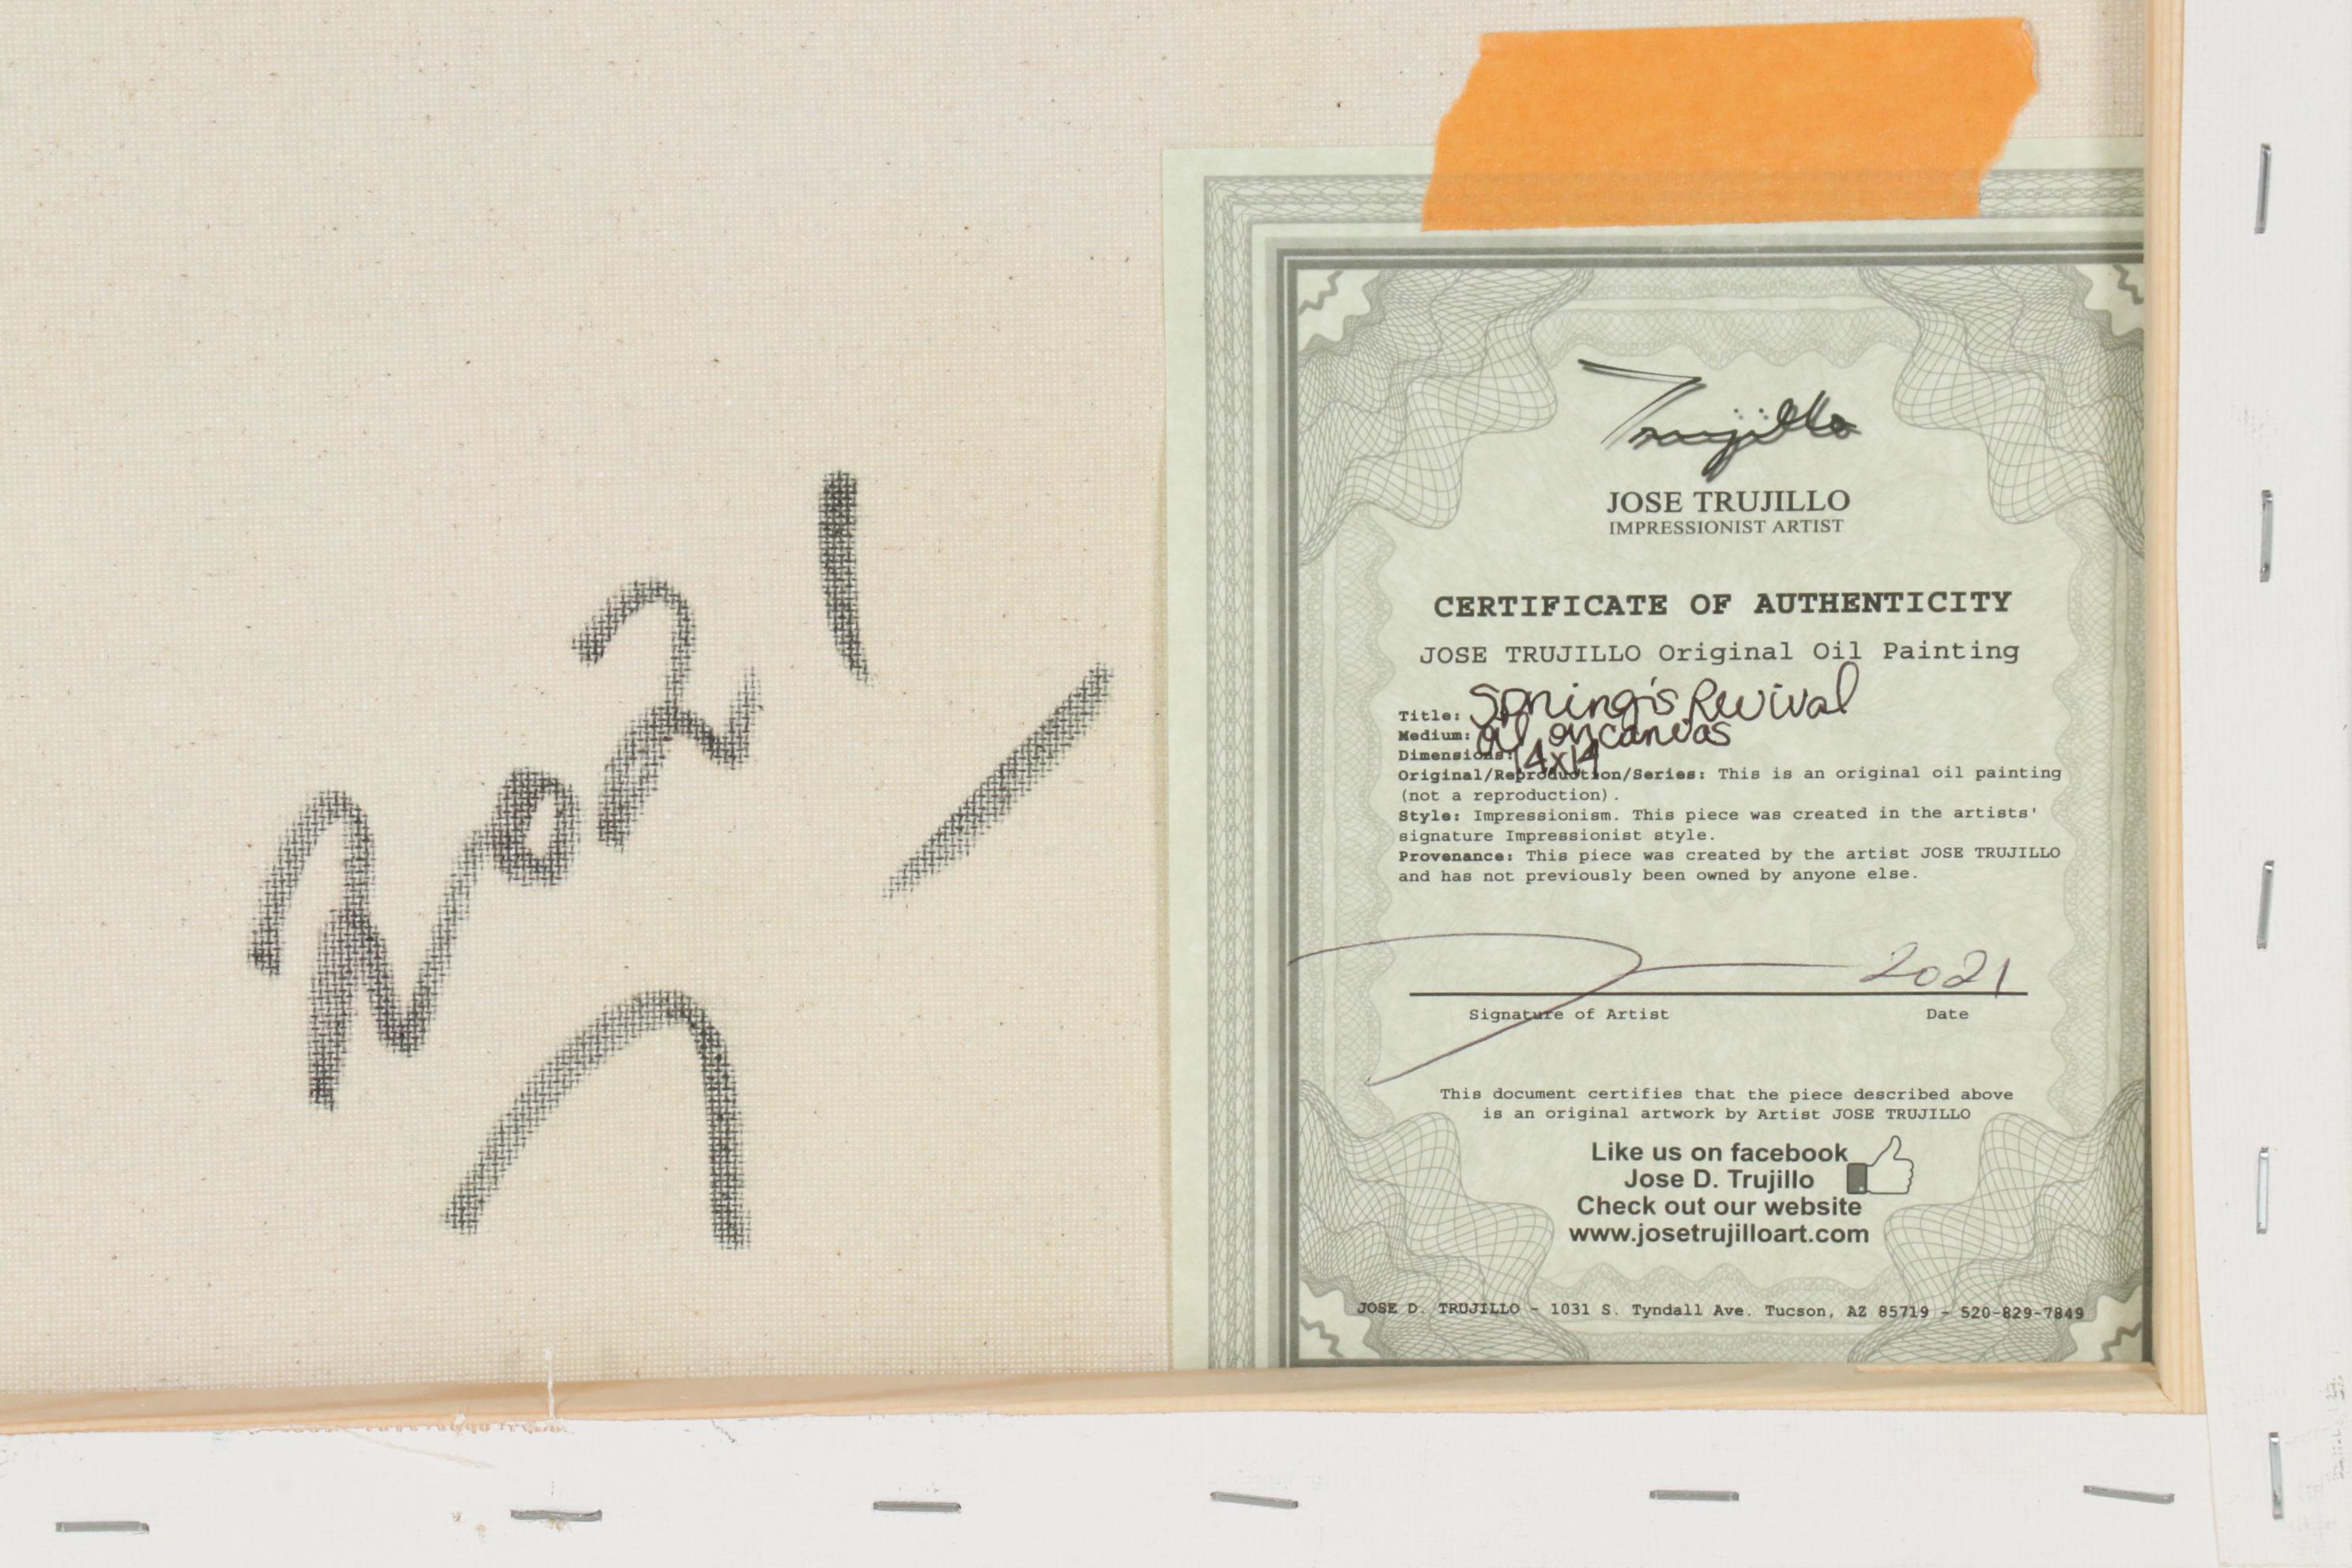 2021
Trujillo
JOSE TRUJILLO
IMPRESSIONIST ARTIST
CERTIFICATE OF AUTHENTICITY
JOSE TRUJILLO Original Oil Painting
Title: Spring's Revival
Medium: oil on canvas
Dimensions: 14x14
Original/Reproduction/Series: This is an original oil painting
(not a reproduction).
Style: Impressionism. This piece was created in the artists'
signature Impressionist style.
Provenance: This piece was created by the artist JOSE TRUJILLO
and has not previously been owned by anyone else.
2021
Signature of Artist Date
This document certifies that the piece described above
is an original artwork by Artist JOSE TRUJILLO
Like us on facebook
Jose D. Trujillo
Check out our website
www.josetrujilloart.com
JOSE D. TRUJILLO - 1031 S. Tyndall Ave. Tucson, AZ 85719 - 520-829-7849